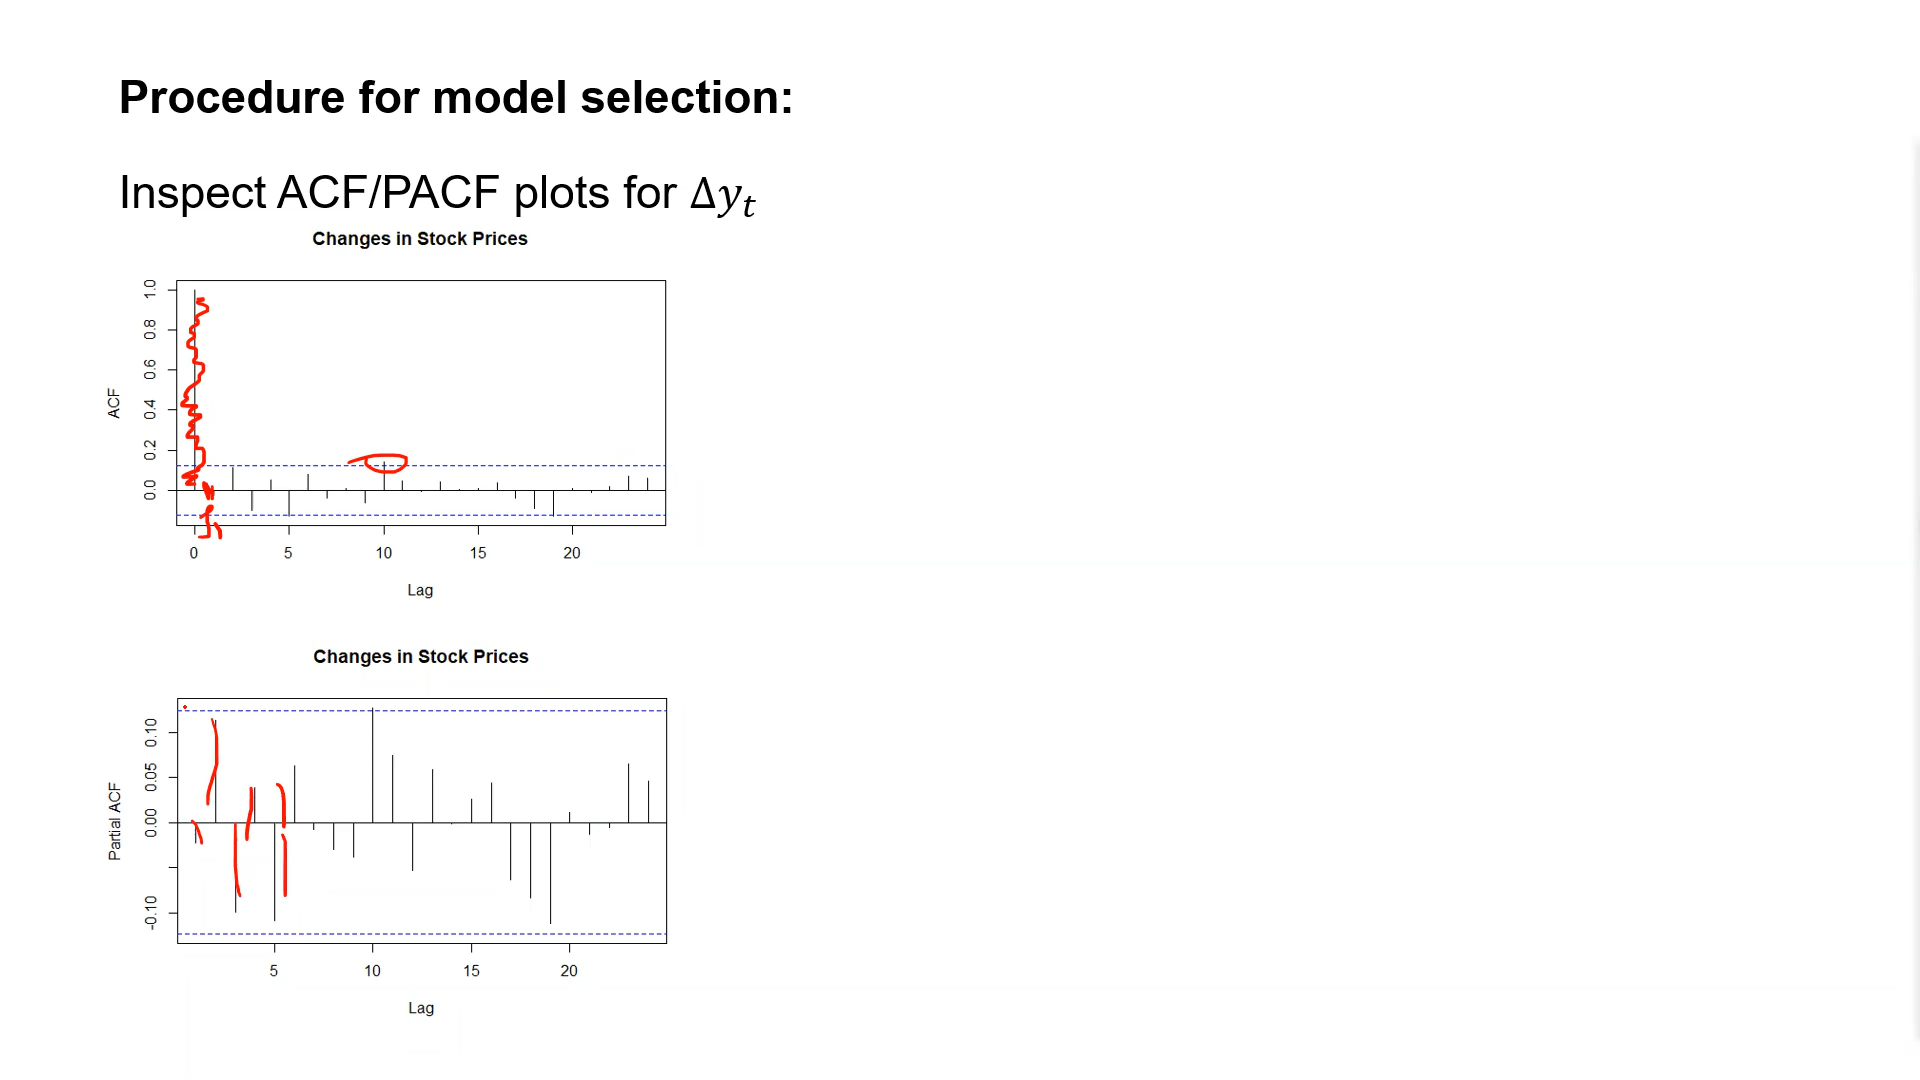 Procedure for model selection:
Inspect ACF/PACF plots for Δy_t
Changes in Stock Prices
ACF
1.0
0.8
0.6
0.4
0.2
0.0
0 5 10 15 20
Lag
Changes in Stock Prices
Partial ACF
0.10
0.05
0.00
-0.10
5 10 15 20
Lag